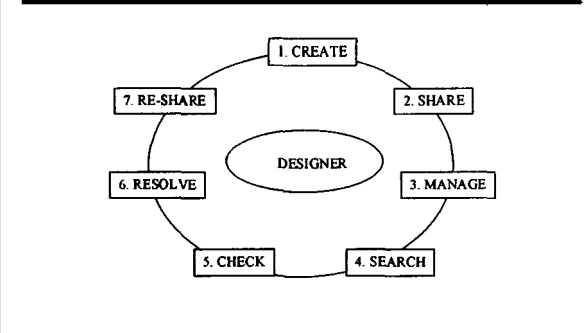 1. CREATE
2. SHARE
3. MANAGE
4. SEARCH
5. CHECK
6. RESOLVE
7. RE-SHARE
DESIGNER